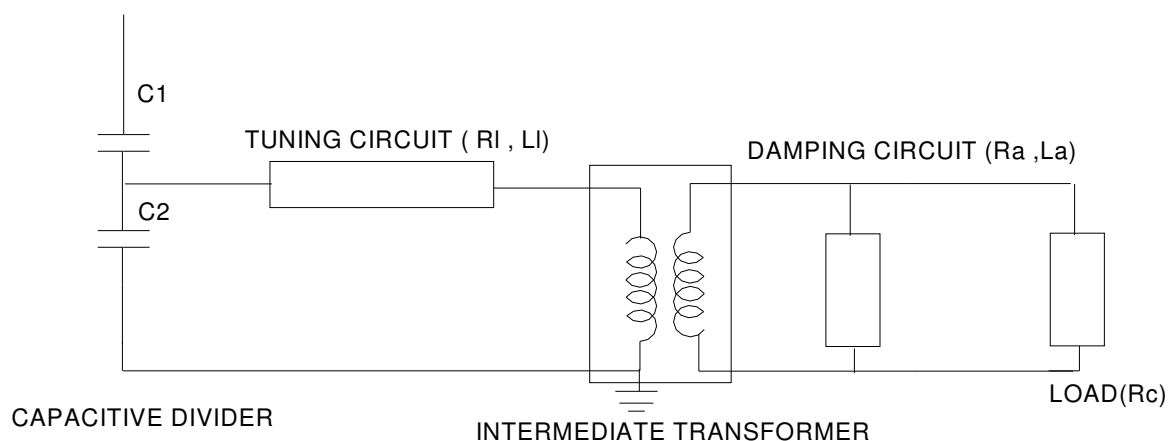 C1
TUNING CIRCUIT ( Rl , Ll)
DAMPING CIRCUIT (Ra ,La)
C2
LOAD(Rc)
CAPACITIVE DIVIDER
INTERMEDIATE TRANSFORMER